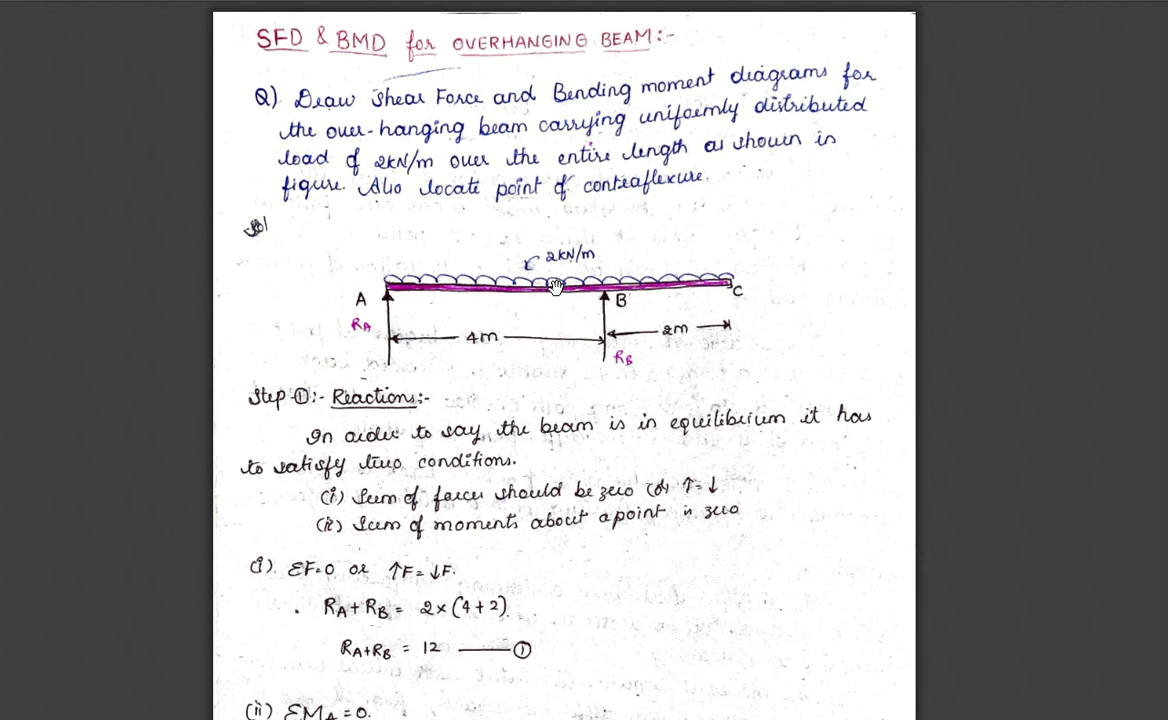 SFD & BMD for OVERHANGING BEAM:-
Q) Draw Shear Force and Bending moment diagrams for
the over-hanging beam carrying uniformly distributed
load of 2kN/m over the entire length as shown in
figure. Also locate point of contraflexure.
Sol
2kN/m
A B C
RA 4m 2m
RB
Step ①:- Reactions:-
In order to say the beam is in equilibrium it has
to satisfy two conditions.
(i) Sum of forces should be zero (or) ↑=↓
(ii) Sum of moments about a point is zero
(i). ΣF=0 or ↑F=↓F.
RA+RB = 2×(4+2).
RA+RB = 12 ——①
(ii) ΣMA=0.